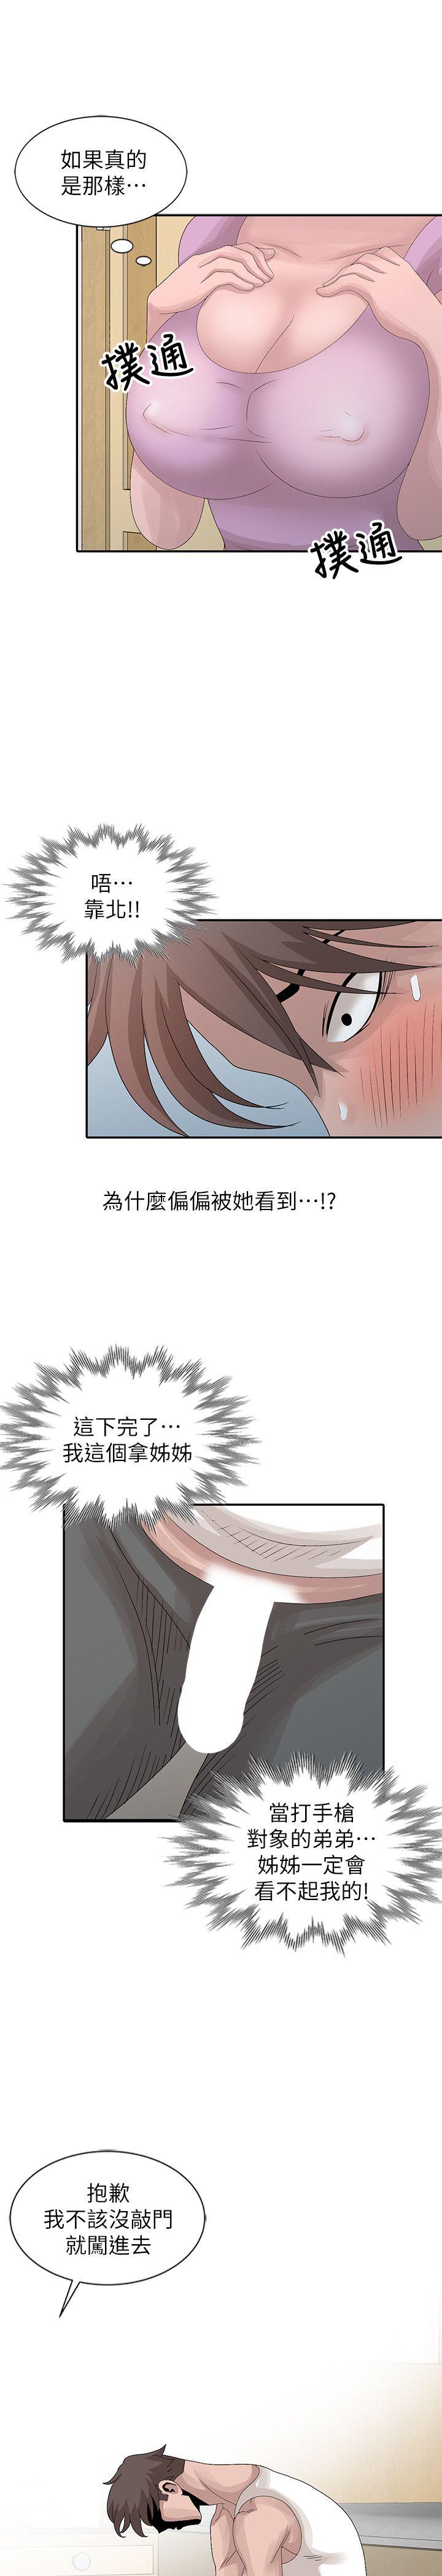 如果真的
是那樣⋯
撲通
撲通
唔⋯
靠北!!
為什麼偏偏被她看到⋯!?
這下完了⋯
我這個拿姊姊
當打手槍
對象的弟弟⋯
姊姊一定會
看不起我的!
抱歉
我不該沒敲門
就闖進去